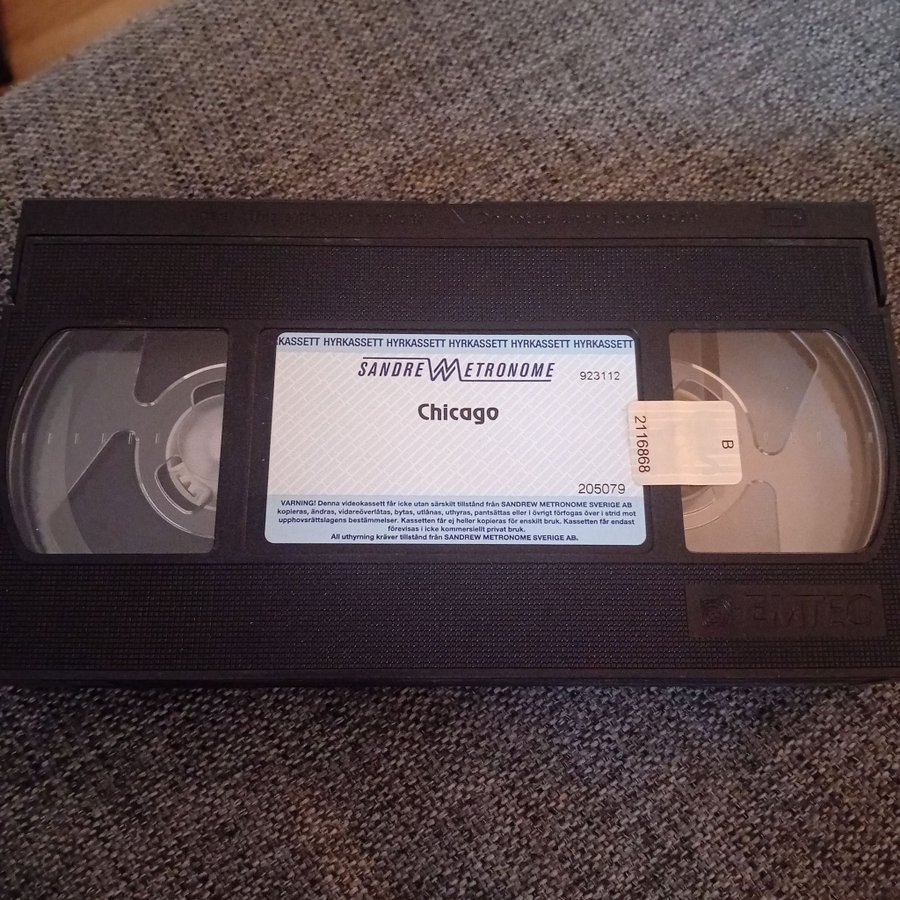 KASSETT HYRKASSETT HYRKASSETT HYRKASSETT HYRKASSETT HYRKASSETT
SANDREW METRONOME
923112
Chicago
B
2116868
205079
VARNING! Denna videokassett får icke utan särskilt tillstånd från SANDREW METRONOME SVERIGE AB
kopieras, ändras, vidareöverlåtas, bytas, utlånas, uthyras, pantsättas eller i övrigt förfogas över i strid mot
upphovsrättslagens bestämmelser. Kassetten får ej heller kopieras för enskilt bruk. Kassetten får endast
förevisas i icke kommersiellt privat bruk.
All uthyrning kräver tillstånd från SANDREW METRONOME SVERIGE AB.
EMTEC